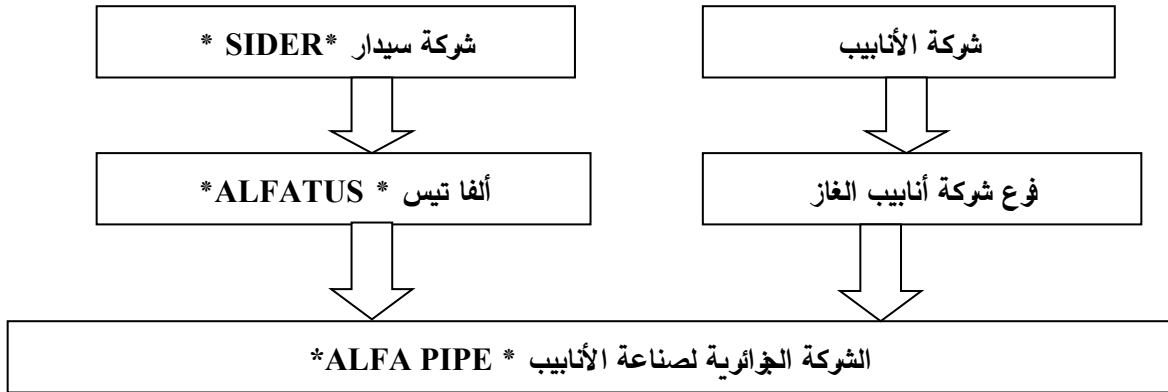 شركة الأنابيب
شركة سيدار *SIDER *
فرع شركة أنابيب الغاز
ألفا تيس * ALFATUS*
الشركة الجزائرية لصناعة الأنابيب * ALFA PIPE*